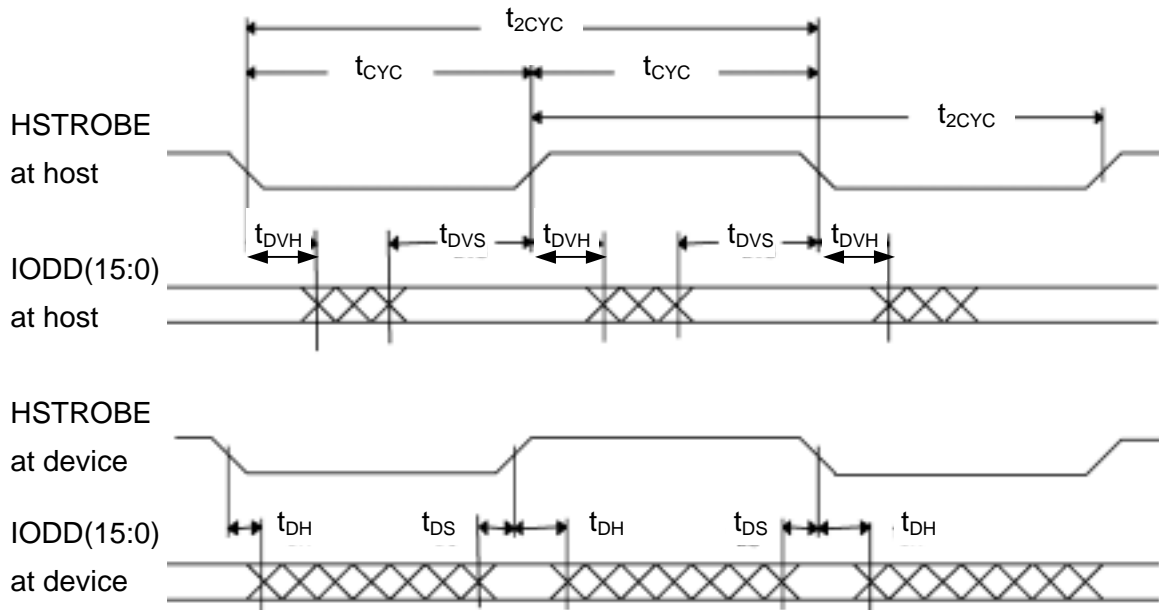 t2CYC
tCYC tCYC
t2CYC
HSTROBE
at host
tDVH tDVS tDVH tDVS tDVH
IODD(15:0)
at host
HSTROBE
at device
tDH tDS tDH tDS tDH
IODD(15:0)
at device